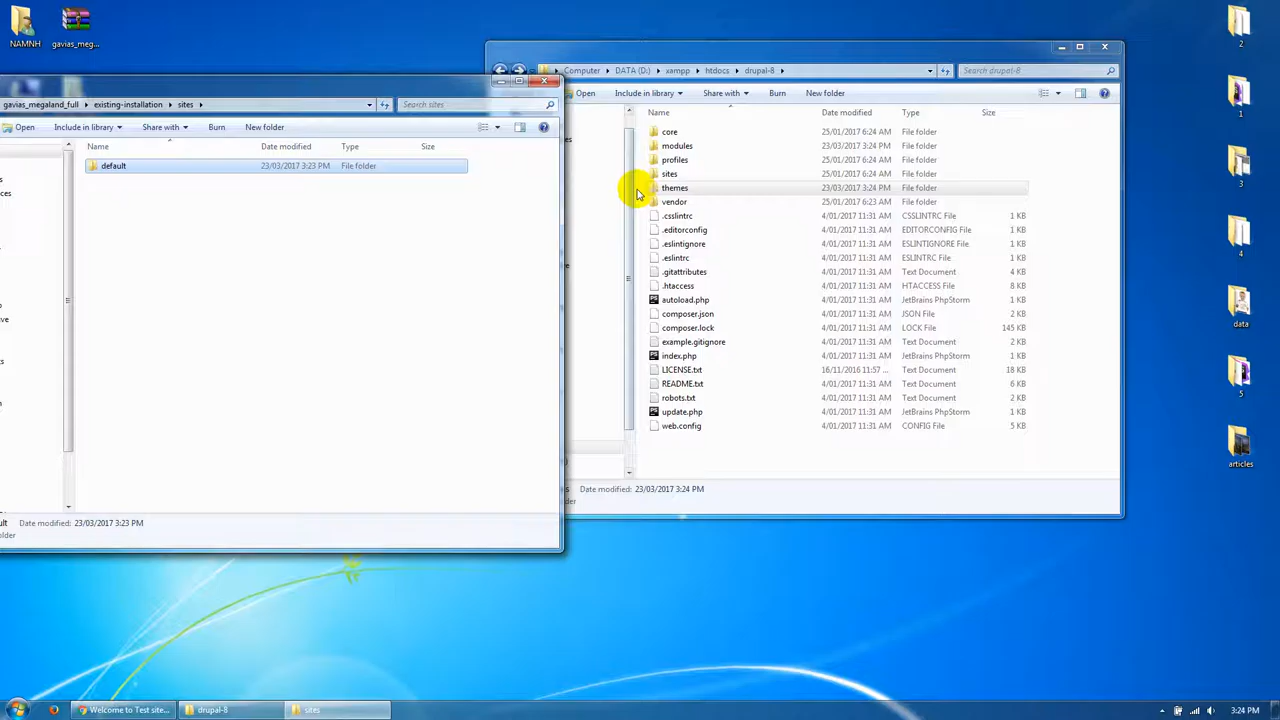 NAMNH
gavias_meg...
2
1
3
4
data
5
articles
Computer
DATA (D:)
xampp
htdocs
drupal-8
Search drupal-8
Open
Include in library
Share with
Burn
New folder
Name
Date modified
Type
Size
core 25/01/2017 6:24 AM File folder
modules 23/03/2017 3:24 PM File folder
profiles 25/01/2017 6:24 AM File folder
sites 25/01/2017 6:24 AM File folder
themes 23/03/2017 3:24 PM File folder
vendor 25/01/2017 6:23 AM File folder
.csslintrc 4/01/2017 11:31 AM CSSLINTRC File 1 KB
.editorconfig 4/01/2017 11:31 AM EDITORCONFIG File 1 KB
.eslintignore 4/01/2017 11:31 AM ESLINTIGNORE File 1 KB
.eslintrc 4/01/2017 11:31 AM ESLINTRC File 1 KB
.gitattributes 4/01/2017 11:31 AM Text Document 4 KB
.htaccess 4/01/2017 11:31 AM HTACCESS File 8 KB
autoload.php 4/01/2017 11:31 AM JetBrains PhpStorm 1 KB
composer.json 4/01/2017 11:31 AM JSON File 2 KB
composer.lock 4/01/2017 11:31 AM LOCK File 145 KB
example.gitignore 4/01/2017 11:31 AM Text Document 2 KB
index.php 4/01/2017 11:31 AM JetBrains PhpStorm 1 KB
LICENSE.txt 16/11/2016 11:57 ... Text Document 18 KB
README.txt 4/01/2017 11:31 AM Text Document 6 KB
robots.txt 4/01/2017 11:31 AM Text Document 2 KB
update.php 4/01/2017 11:31 AM JetBrains PhpStorm 1 KB
web.config 4/01/2017 11:31 AM CONFIG File 5 KB
Date modified: 23/03/2017 3:24 PM
gavias_megaland_full
existing-installation
sites
Search sites
Open
Include in library
Share with
Burn
New folder
Name
Date modified
Type
Size
default 23/03/2017 3:23 PM File folder
Date modified: 23/03/2017 3:23 PM
Welcome to Test site...
drupal-8
sites
3:24 PM